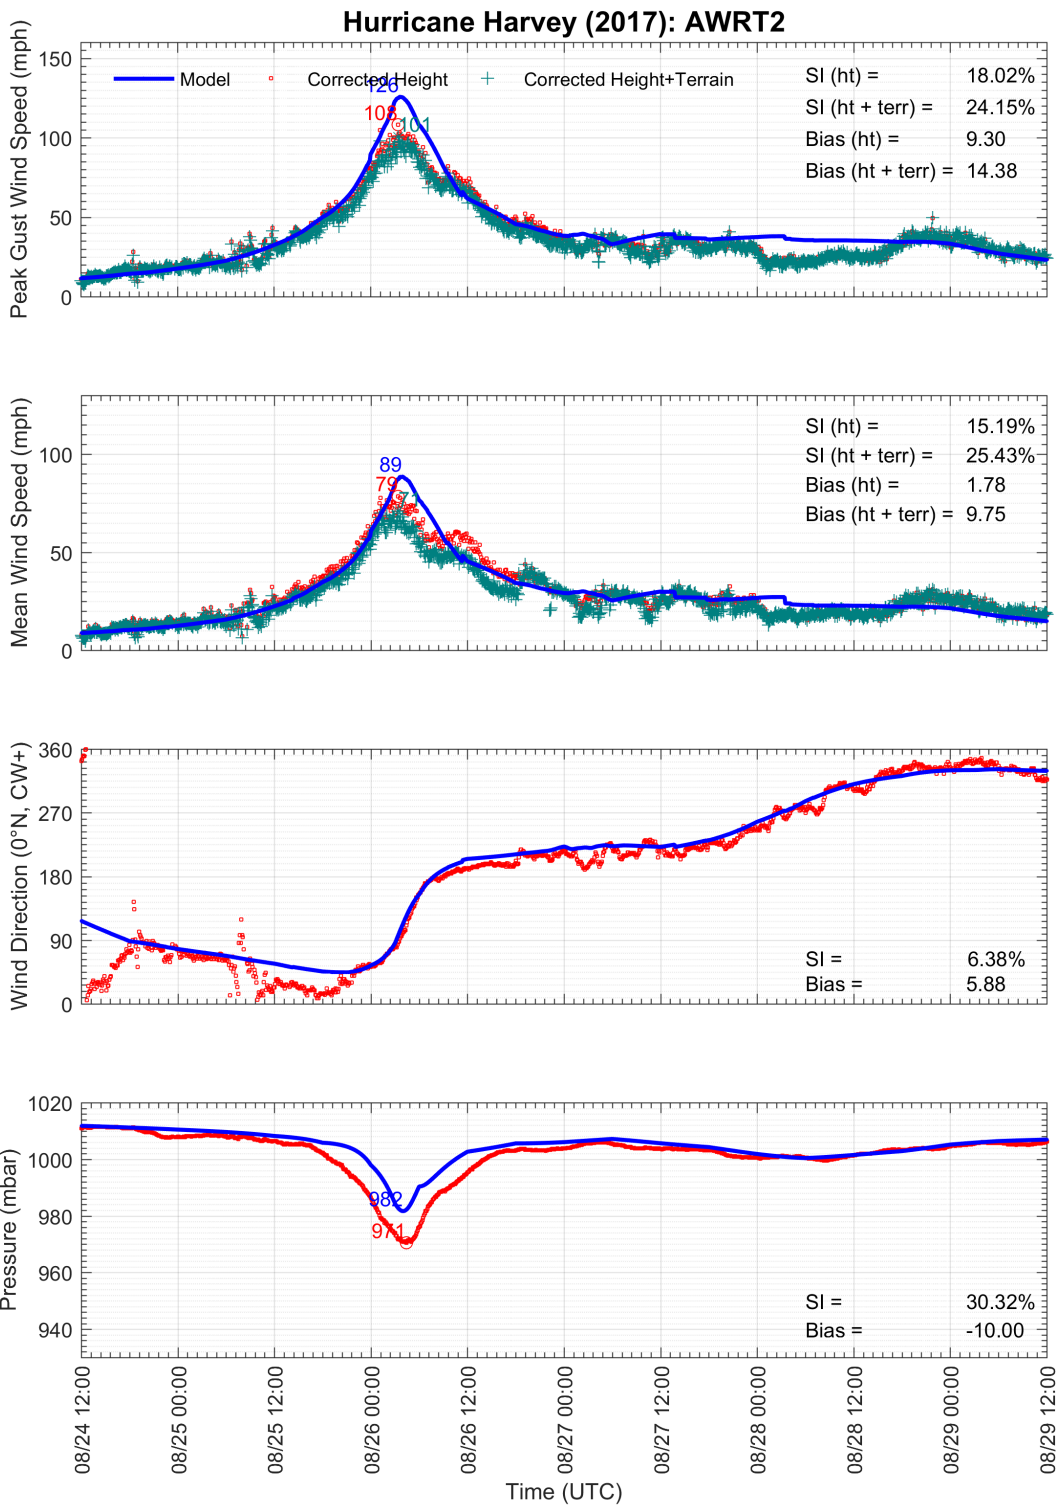 Hurricane Harvey (2017): AWRT2
Peak Gust Wind Speed (mph)
150
100
50
0
Model
Corrected Height
Corrected Height+Terrain
126
108
101
SI (ht) = 18.02%
SI (ht + terr) = 24.15%
Bias (ht) = 9.30
Bias (ht + terr) = 14.38
Mean Wind Speed (mph)
100
50
0
89
79
71
SI (ht) = 15.19%
SI (ht + terr) = 25.43%
Bias (ht) = 1.78
Bias (ht + terr) = 9.75
Wind Direction (0°N, CW+)
360
270
180
90
0
SI = 6.38%
Bias = 5.88
Pressure (mbar)
1020
1000
980
960
940
982
971
SI = 30.32%
Bias = -10.00
08/24 12:00
08/25 00:00
08/25 12:00
08/26 00:00
08/26 12:00
08/27 00:00
08/27 12:00
08/28 00:00
08/28 12:00
08/29 00:00
08/29 12:00
Time (UTC)